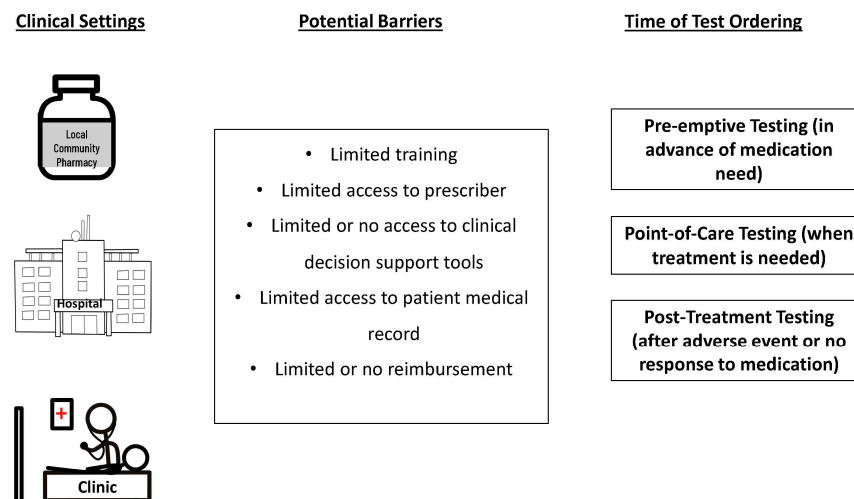 Clinical Settings
Potential Barriers
Time of Test Ordering
Local
Community
Pharmacy
Hospital
Clinic
• Limited training
• Limited access to prescriber
• Limited or no access to clinical
decision support tools
• Limited access to patient medical
record
• Limited or no reimbursement
Pre-emptive Testing (in
advance of medication
need)
Point-of-Care Testing (when
treatment is needed)
Post-Treatment Testing
(after adverse event or no
response to medication)